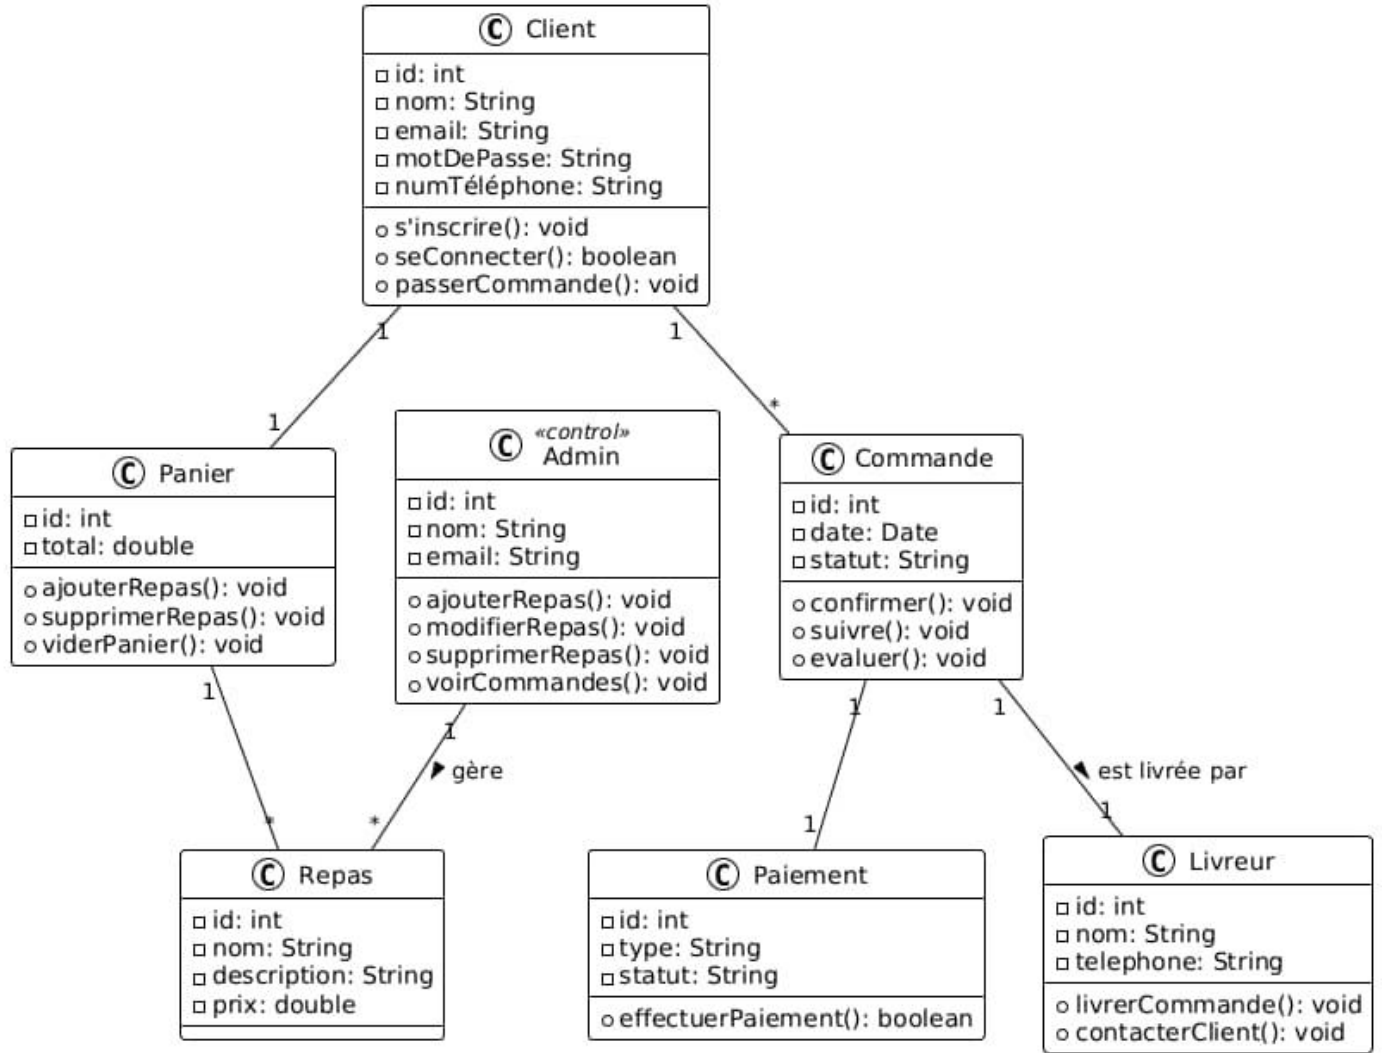 C Client
id: int
nom: String
email: String
motDePasse: String
numTéléphone: String
s'inscrire(): void
seConnecter(): boolean
passerCommande(): void
1
1
1
*
C Panier
id: int
total: double
ajouterRepas(): void
supprimerRepas(): void
viderPanier(): void
C «control»
Admin
id: int
nom: String
email: String
ajouterRepas(): void
modifierRepas(): void
supprimerRepas(): void
voirCommandes(): void
C Commande
id: int
date: Date
statut: String
confirmer(): void
suivre(): void
evaluer(): void
1
*
1
gère
*
1
1
1
est livrée par
1
C Repas
id: int
nom: String
description: String
prix: double
C Paiement
id: int
type: String
statut: String
effectuerPaiement(): boolean
C Livreur
id: int
nom: String
telephone: String
livrerCommande(): void
contacterClient(): void